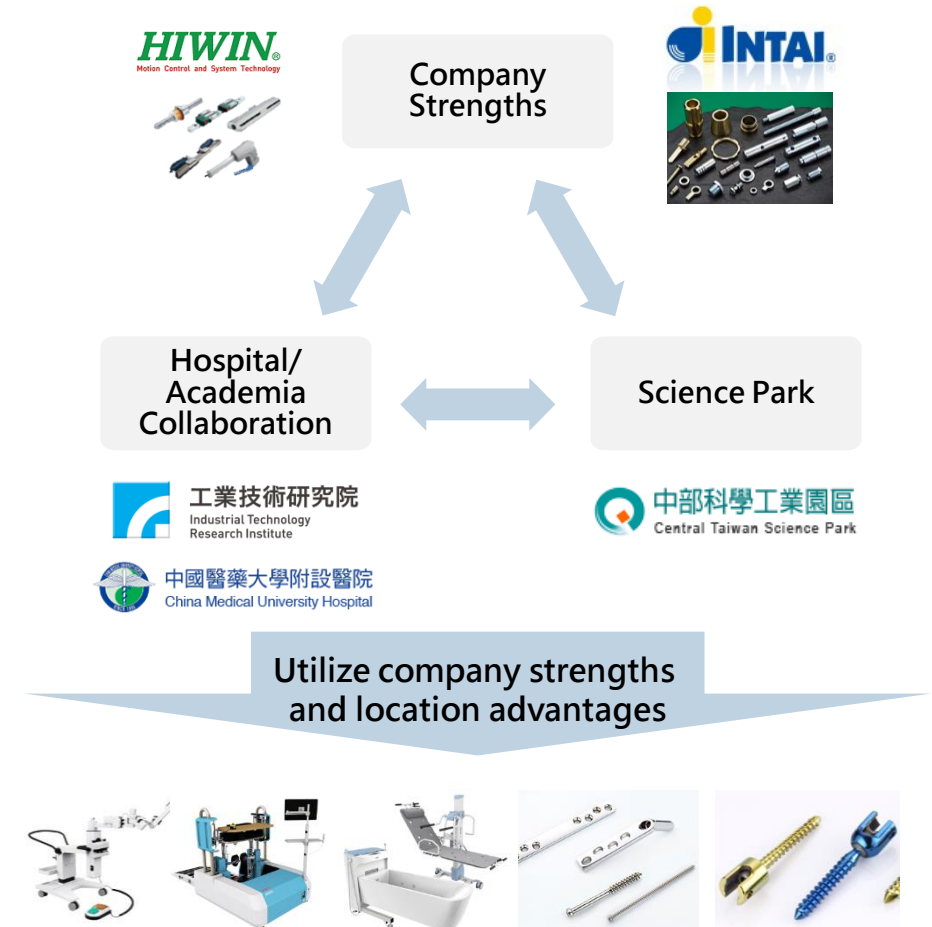 HIWIN®
Motion Control and System Technology
Company
Strengths
INTAI®
Hospital/
Academia
Collaboration
Science Park
工業技術研究院
Industrial Technology
Research Institute
中部科學工業園區
Central Taiwan Science Park
中國醫藥大學附設醫院
China Medical University Hospital
Utilize company strengths
and location advantages